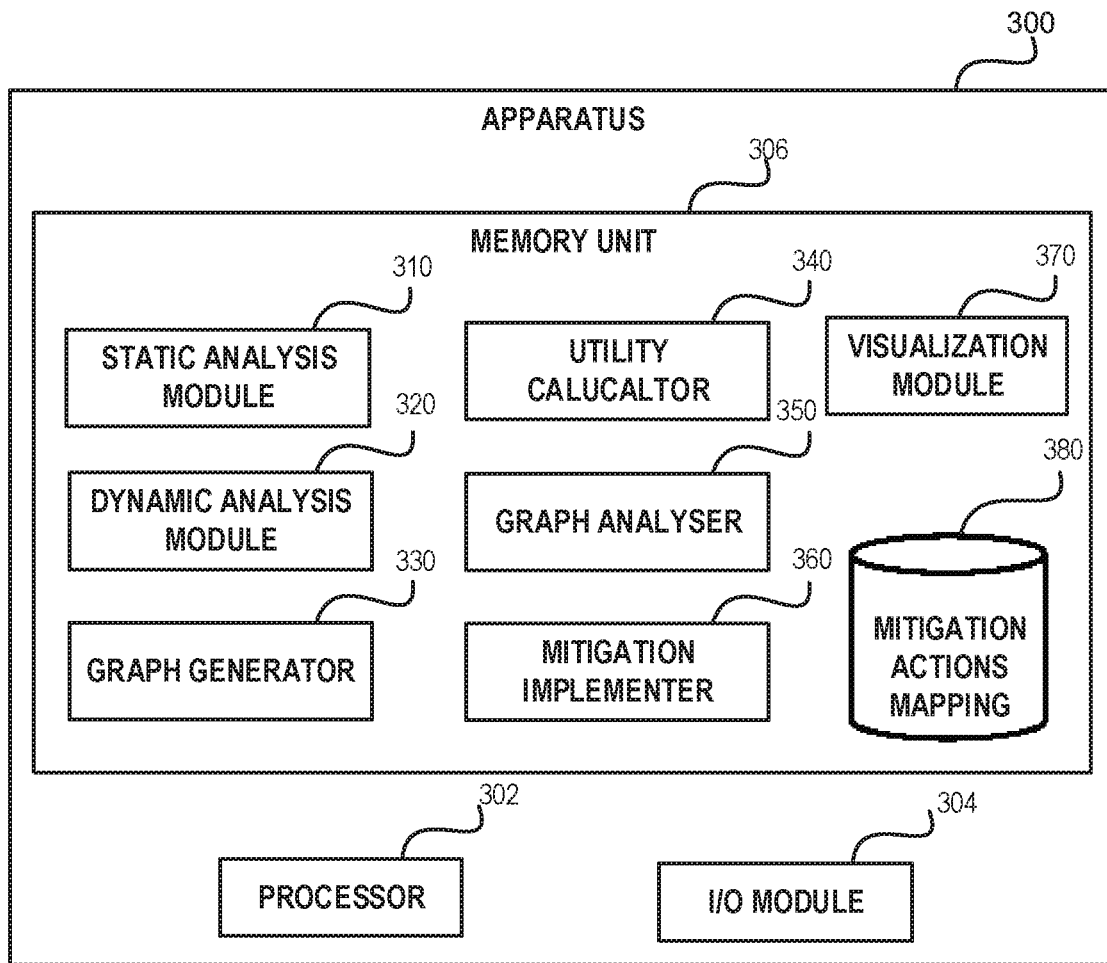 300
APPARATUS
306
MEMORY UNIT
310
340
370
STATIC ANALYSIS
MODULE
UTILITY
CALUCALTOR
VISUALIZATION
MODULE
320
350
380
DYNAMIC ANALYSIS
MODULE
GRAPH ANALYSER
330
360
GRAPH GENERATOR
MITIGATION
IMPLEMENTER
MITIGATION
ACTIONS
MAPPING
302
304
PROCESSOR
I/O MODULE